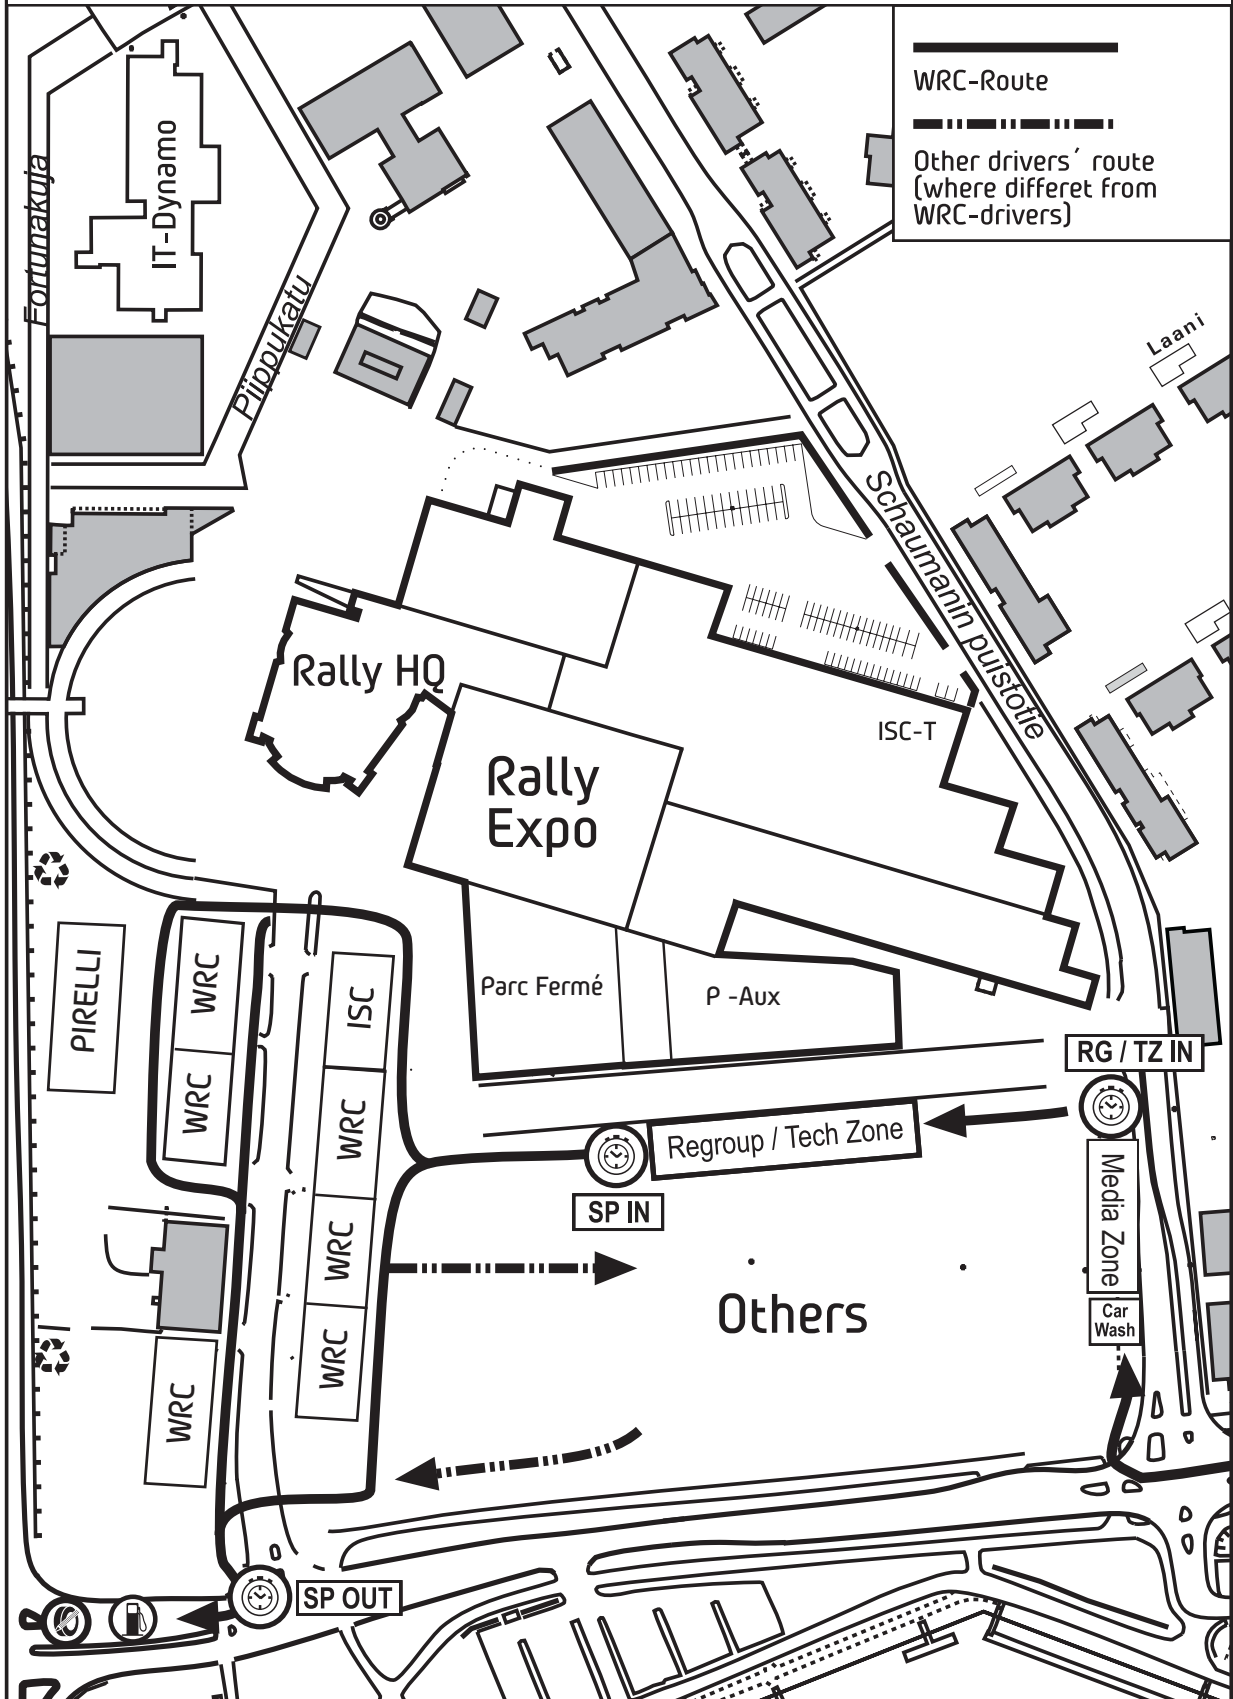 WRC-Route
Other drivers´ route
(where differet from
WRC-drivers)
Fortunakuja
IT-Dynamo
Piippukatu
Laani
Schaumanin puistotie
Rally HQ
ISC-T
Rally
Expo
PIRELLI
WRC
WRC
ISC
WRC
WRC
WRC
WRC
Parc Fermé
P -Aux
RG / TZ IN
Regroup / Tech Zone
SP IN
Media Zone
Car
Wash
Others
SP OUT